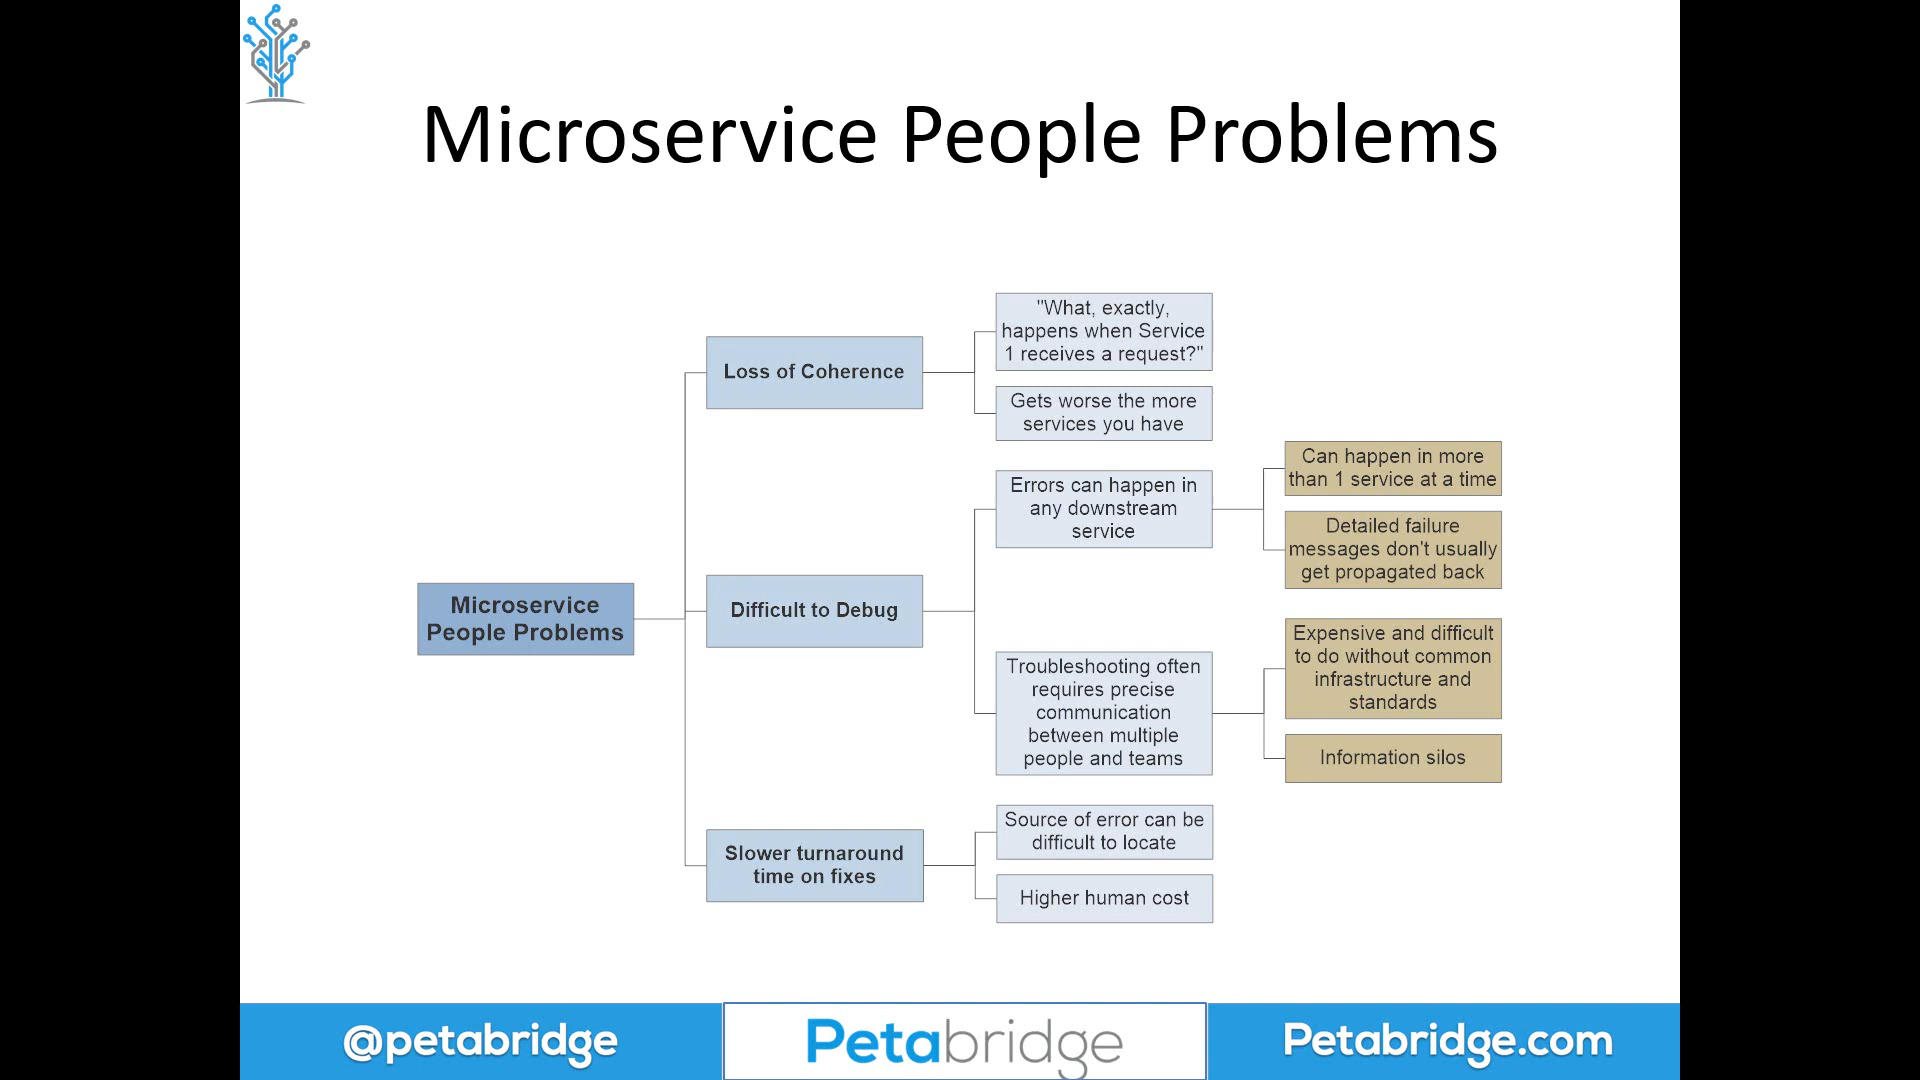 Microservice People Problems
Microservice
People Problems
Loss of Coherence
"What, exactly,
happens when Service
1 receives a request?"
Gets worse the more
services you have
Difficult to Debug
Errors can happen in
any downstream
service
Can happen in more
than 1 service at a time
Detailed failure
messages don't usually
get propagated back
Troubleshooting often
requires precise
communication
between multiple
people and teams
Expensive and difficult
to do without common
infrastructure and
standards
Information silos
Slower turnaround
time on fixes
Source of error can be
difficult to locate
Higher human cost
@petabridge
Petabridge
Petabridge.com